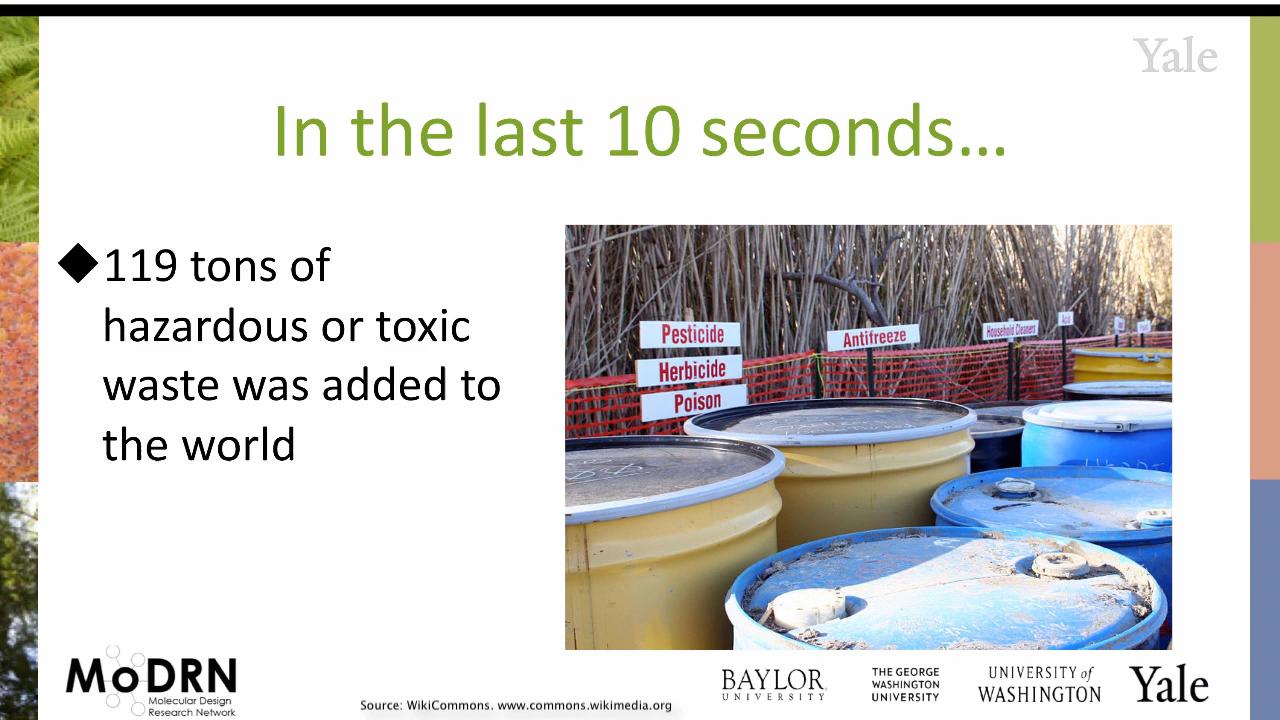 Yale
In the last 10 seconds...
119 tons of
hazardous or toxic
waste was added to
the world
Pesticide
Herbicide
Poison
Antifreeze
Household Cleaners
Acid
MoDRN
Molecular Design
Research Network
Source: WikiCommons. www.commons.wikimedia.org
BAYLOR
UNIVERSITY
THE GEORGE
WASHINGTON
UNIVERSITY
UNIVERSITY of
WASHINGTON
Yale